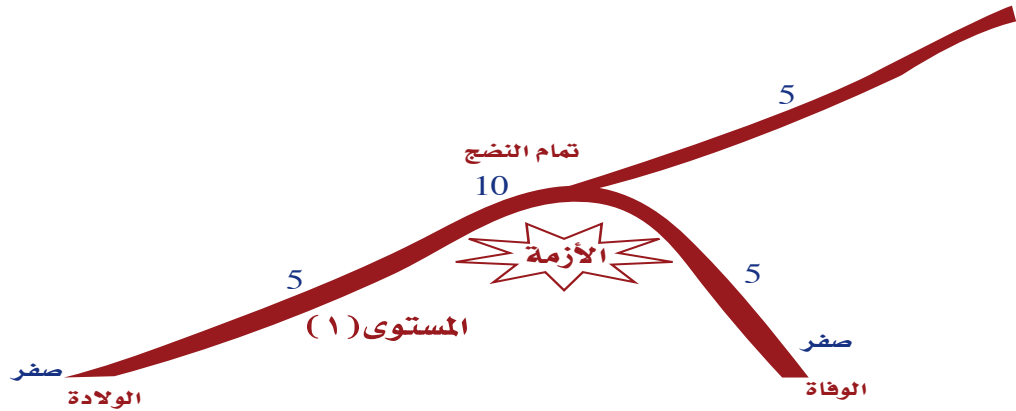 5
تمام النضج
10
الأزمة
5
5
المستوى (١)
صفر
صفر
الولادة
الوفاة